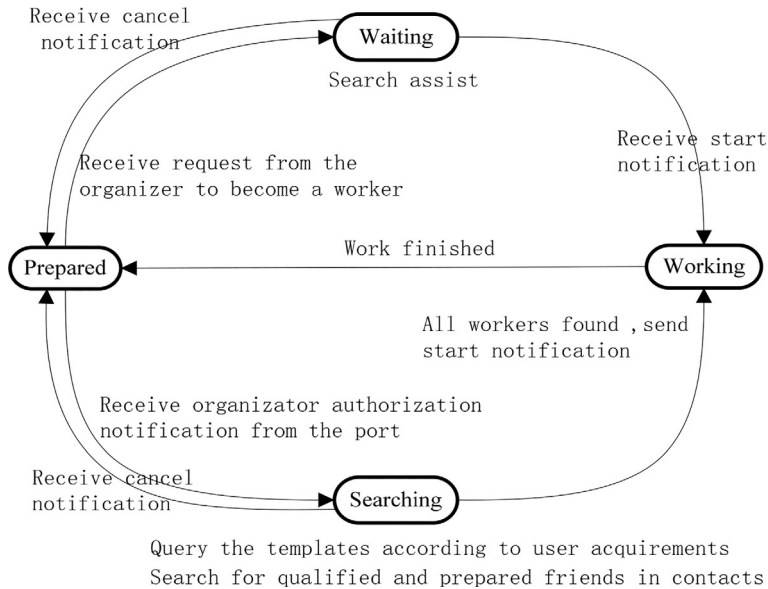 Receive cancel
notification
Waiting
Search assist
Receive start
notification
Receive request from the
organizer to become a worker
Work finished
Prepared
Working
All workers found ,send
start notification
Receive organizator authorization
notification from the port
Receive cancel
notification
Searching
Query the templates according to user acquirements
Search for qualified and prepared friends in contacts